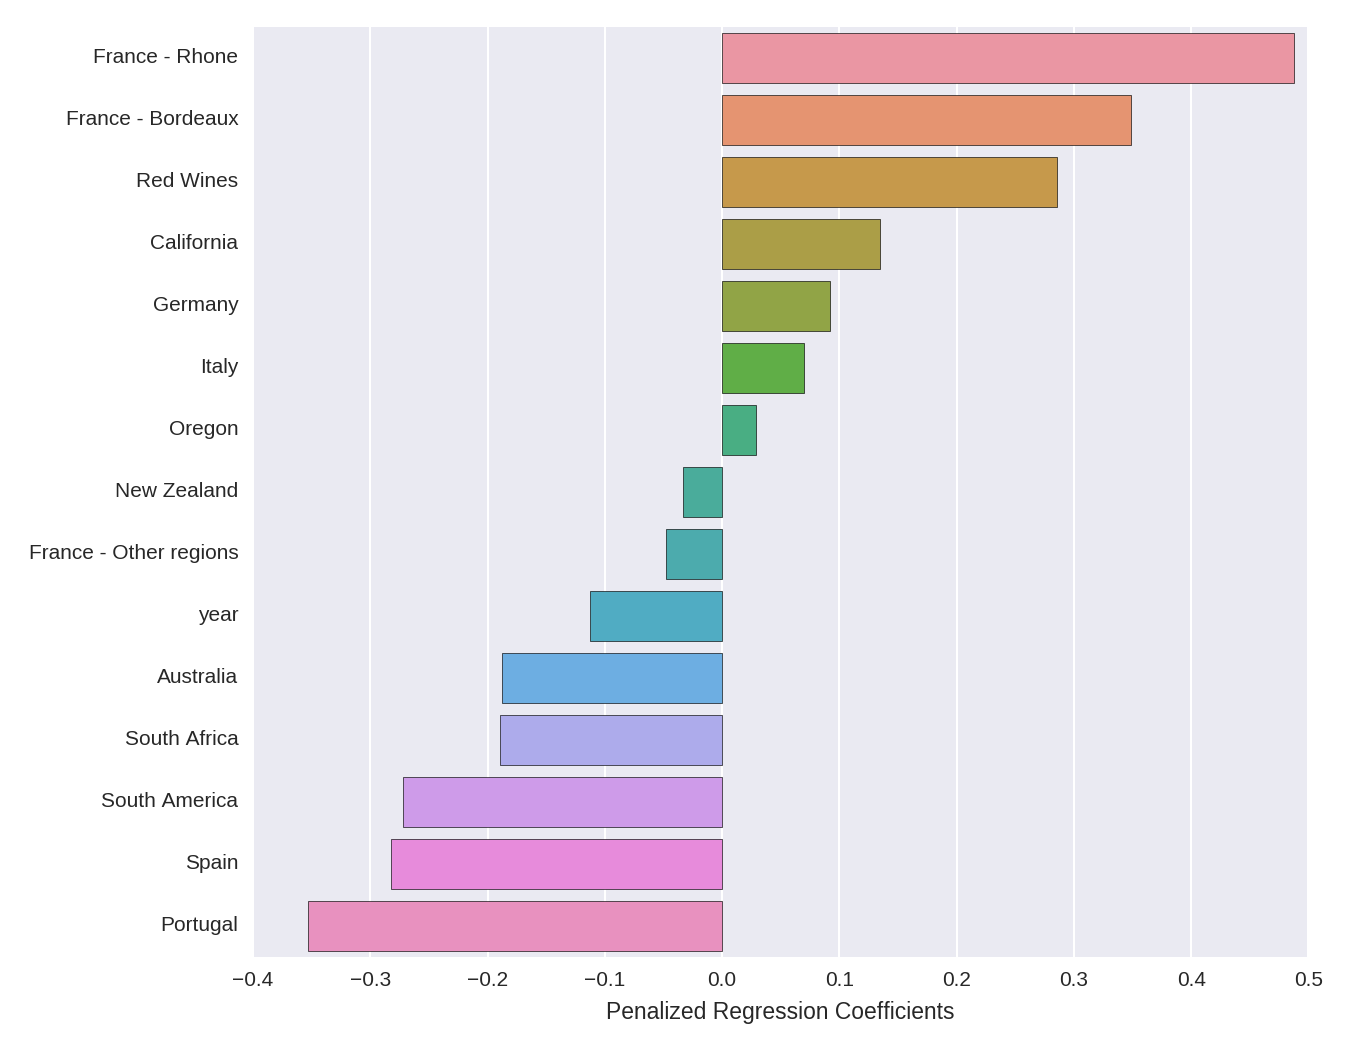 France - Rhone
France - Bordeaux
Red Wines
California
Germany
Italy
Oregon
New Zealand
France - Other regions
year
Australia
South Africa
South America
Spain
Portugal
−0.4 −0.3 −0.2 −0.1 0.0 0.1 0.2 0.3 0.4 0.5
Penalized Regression Coefficients